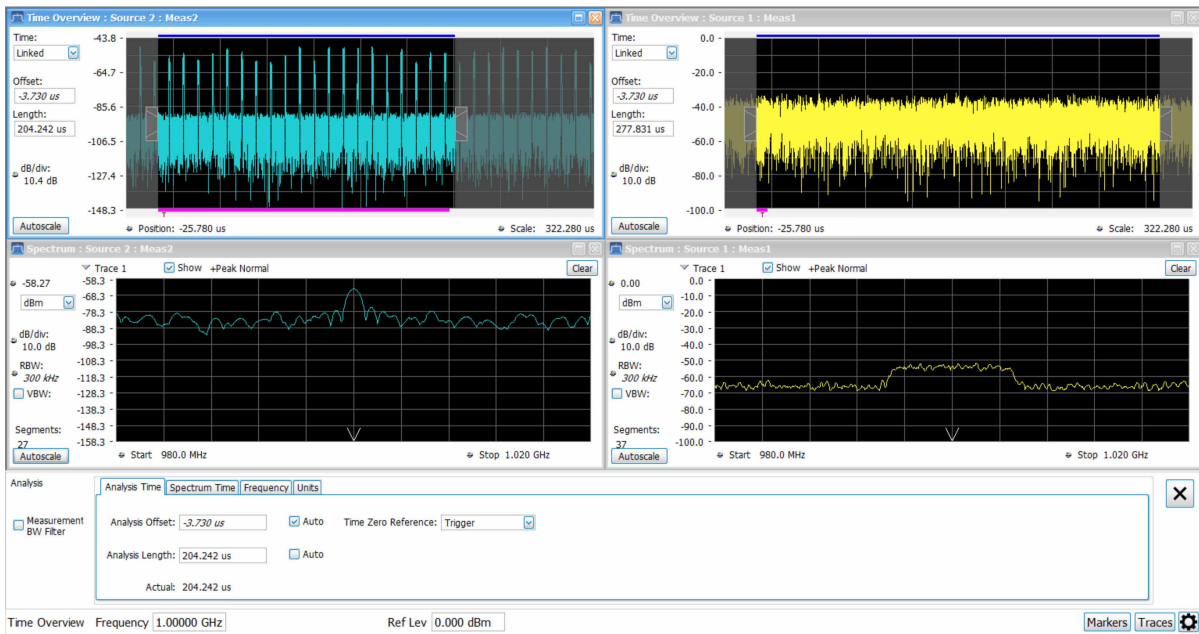 Time Overview : Source 2 : Meas2
Time:
Linked
Offset:
-3.730 us
Length:
204.242 us
dB/div:
10.4 dB
Autoscale
-43.8
-64.7
-85.6
-106.5
-127.4
-148.3
Position: -25.780 us
Scale: 322.280 us
Time Overview : Source 1 : Meas1
Time:
Linked
Offset:
-3.730 us
Length:
277.831 us
dB/div:
10.0 dB
Autoscale
0.0
-20.0
-40.0
-60.0
-80.0
-100.0
Position: -25.780 us
Scale: 322.280 us
Spectrum : Source 2 : Meas2
Trace 1 Show +Peak Normal Clear
-58.27
dBm
dB/div:
10.0 dB
RBW:
300 kHz
VBW:
Segments:
27
Autoscale
-58.3
-68.3
-78.3
-88.3
-98.3
-108.3
-118.3
-128.3
-138.3
-148.3
-158.3
Start 980.0 MHz
Stop 1.020 GHz
Spectrum : Source 1 : Meas1
Trace 1 Show +Peak Normal Clear
0.00
dBm
dB/div:
10.0 dB
RBW:
300 kHz
VBW:
Segments:
37
Autoscale
0.0
-10.0
-20.0
-30.0
-40.0
-50.0
-60.0
-70.0
-80.0
-90.0
-100.0
Start 980.0 MHz
Stop 1.020 GHz
Analysis
Measurement
BW Filter
Analysis Time Spectrum Time Frequency Units
Analysis Offset: -3.730 us Auto Time Zero Reference: Trigger
Analysis Length: 204.242 us Auto
Actual: 204.242 us
Time Overview Frequency 1.00000 GHz Ref Lev 0.000 dBm Markers Traces